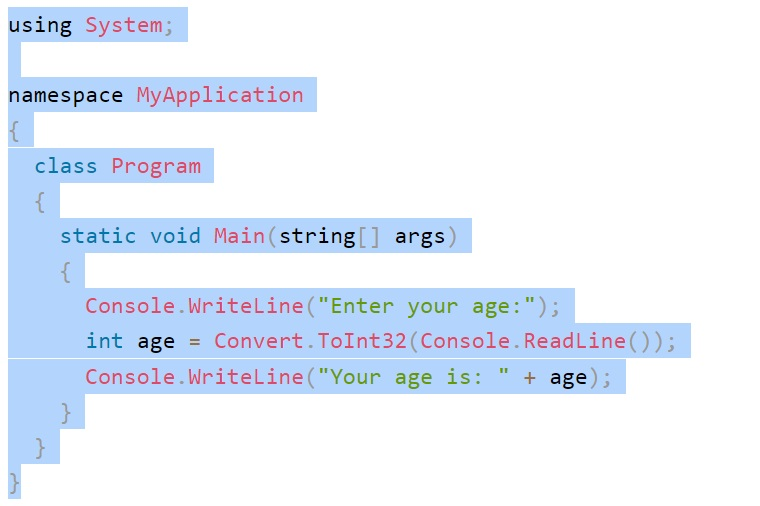 using System;

namespace MyApplication
{
  class Program
  {
    static void Main(string[] args)
    {
      Console.WriteLine("Enter your age:");
      int age = Convert.ToInt32(Console.ReadLine());
      Console.WriteLine("Your age is: " + age);
    }
  }
}